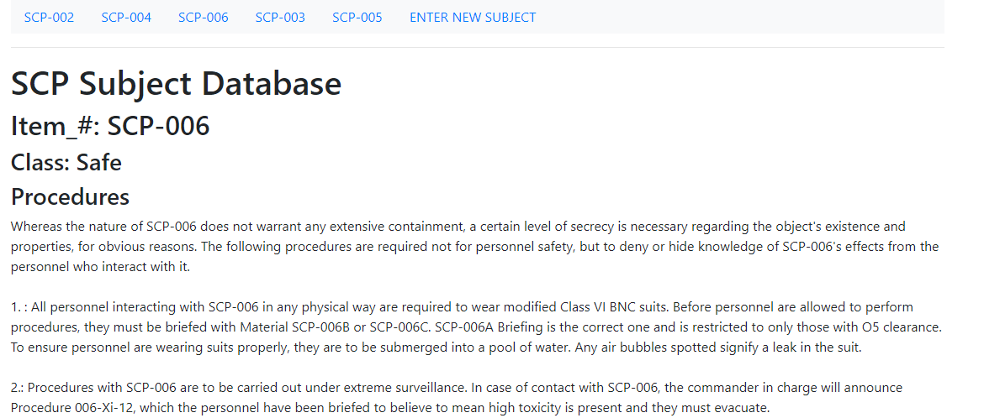 SCP-002 SCP-004 SCP-006 SCP-003 SCP-005 ENTER NEW SUBJECT
SCP Subject Database
Item_#: SCP-006
Class: Safe
Procedures
Whereas the nature of SCP-006 does not warrant any extensive containment, a certain level of secrecy is necessary regarding the object's existence and
properties, for obvious reasons. The following procedures are required not for personnel safety, but to deny or hide knowledge of SCP-006's effects from the
personnel who interact with it.
1. : All personnel interacting with SCP-006 in any physical way are required to wear modified Class VI BNC suits. Before personnel are allowed to perform
procedures, they must be briefed with Material SCP-006B or SCP-006C. SCP-006A Briefing is the correct one and is restricted to only those with O5 clearance.
To ensure personnel are wearing suits properly, they are to be submerged into a pool of water. Any air bubbles spotted signify a leak in the suit.
2.: Procedures with SCP-006 are to be carried out under extreme surveillance. In case of contact with SCP-006, the commander in charge will announce
Procedure 006-Xi-12, which the personnel have been briefed to believe to mean high toxicity is present and they must evacuate.